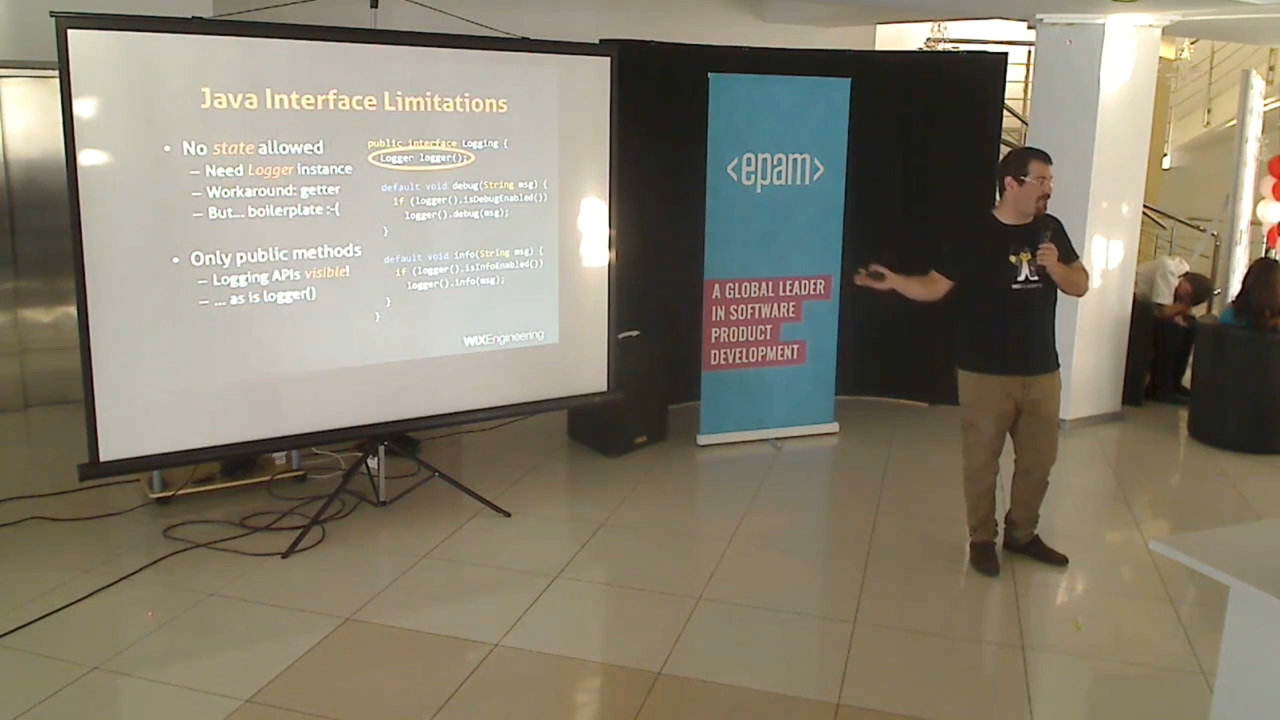 Java Interface Limitations
• No state allowed
– Need Logger instance
– Workaround: getter
– But... boilerplate :-(
• Only public methods
– Logging APIs visible!
– ... as is logger()
public interface Logging {
Logger logger();
default void debug(String msg) {
if (logger().isDebugEnabled())
logger().debug(msg);
}
default void info(String msg) {
if (logger().isInfoEnabled())
logger().info(msg);
}
}
WIXEngineering
<epam>
A GLOBAL LEADER
IN SOFTWARE
PRODUCT
DEVELOPMENT